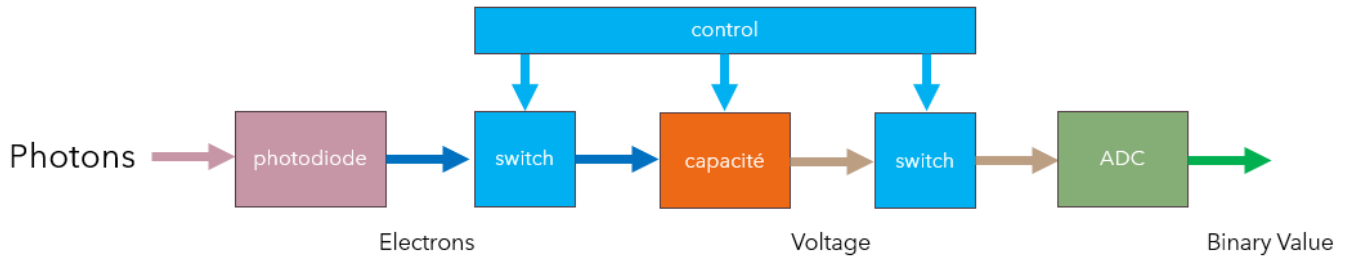 control
Photons
photodiode
switch
capacité
switch
ADC
Electrons
Voltage
Binary Value